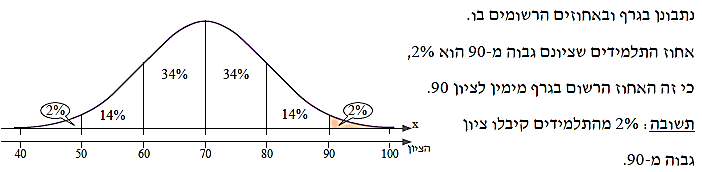 נתבונן בגרף ובאחוזים הרשומים בו.
אחוז התלמידים שציונם גבוה מ-90 הוא 2%,
כי זה האחוז הרשום בגרף מימין לציון 90.
תשובה: 2% מהתלמידים קיבלו ציון
גבוה מ-90.
34% 34%
2% 14% 14% 2%
x
40 50 60 70 80 90 100 הציון